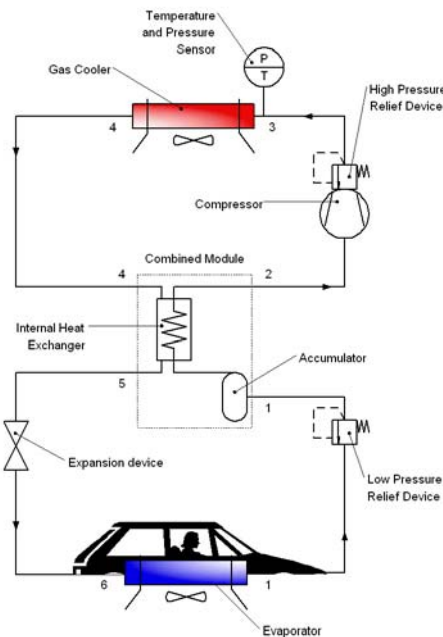 Temperature
and Pressure
Sensor
P
T
Gas Cooler
High Pressure
Relief Device
4
3
Compressor
Combined Module
4
2
Internal Heat
Exchanger
Accumulator
5
1
Expansion device
Low Pressure
Relief Device
6
1
Evaporator